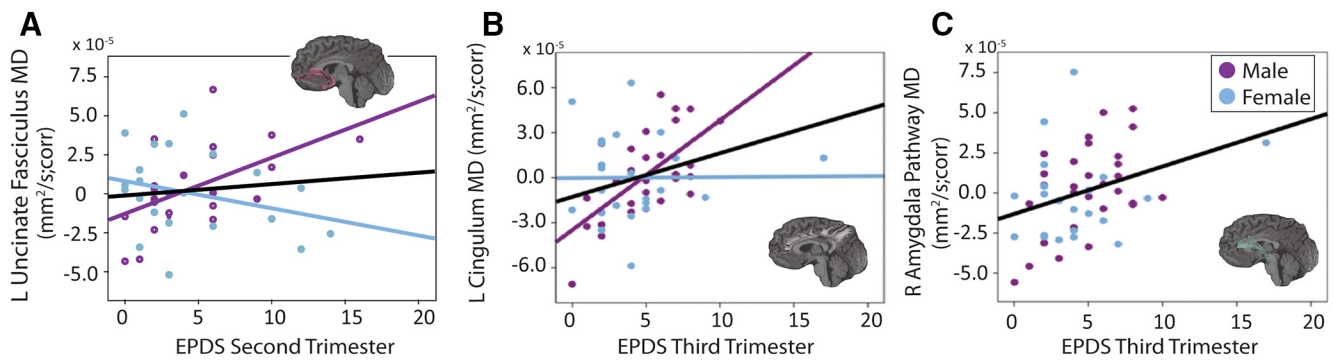 A
x 10⁻⁵
L Uncinate Fasciculus MD
(mm²/s;corr)
7.5
5.0
2.5
0
-2.5
-5.0
0 5 10 15 20
EPDS Second Trimester
B
x 10⁻⁵
L Cingulum MD (mm²/s;corr)
6.0
3.0
0.0
-3.0
-6.0
0 5 10 15 20
EPDS Third Trimester
C
x 10⁻⁵
R Amygdala Pathway MD
(mm²/s;corr)
7.5
5.0
2.5
0.0
-2.5
-5.0
0 5 10 15 20
EPDS Third Trimester
Male
Female